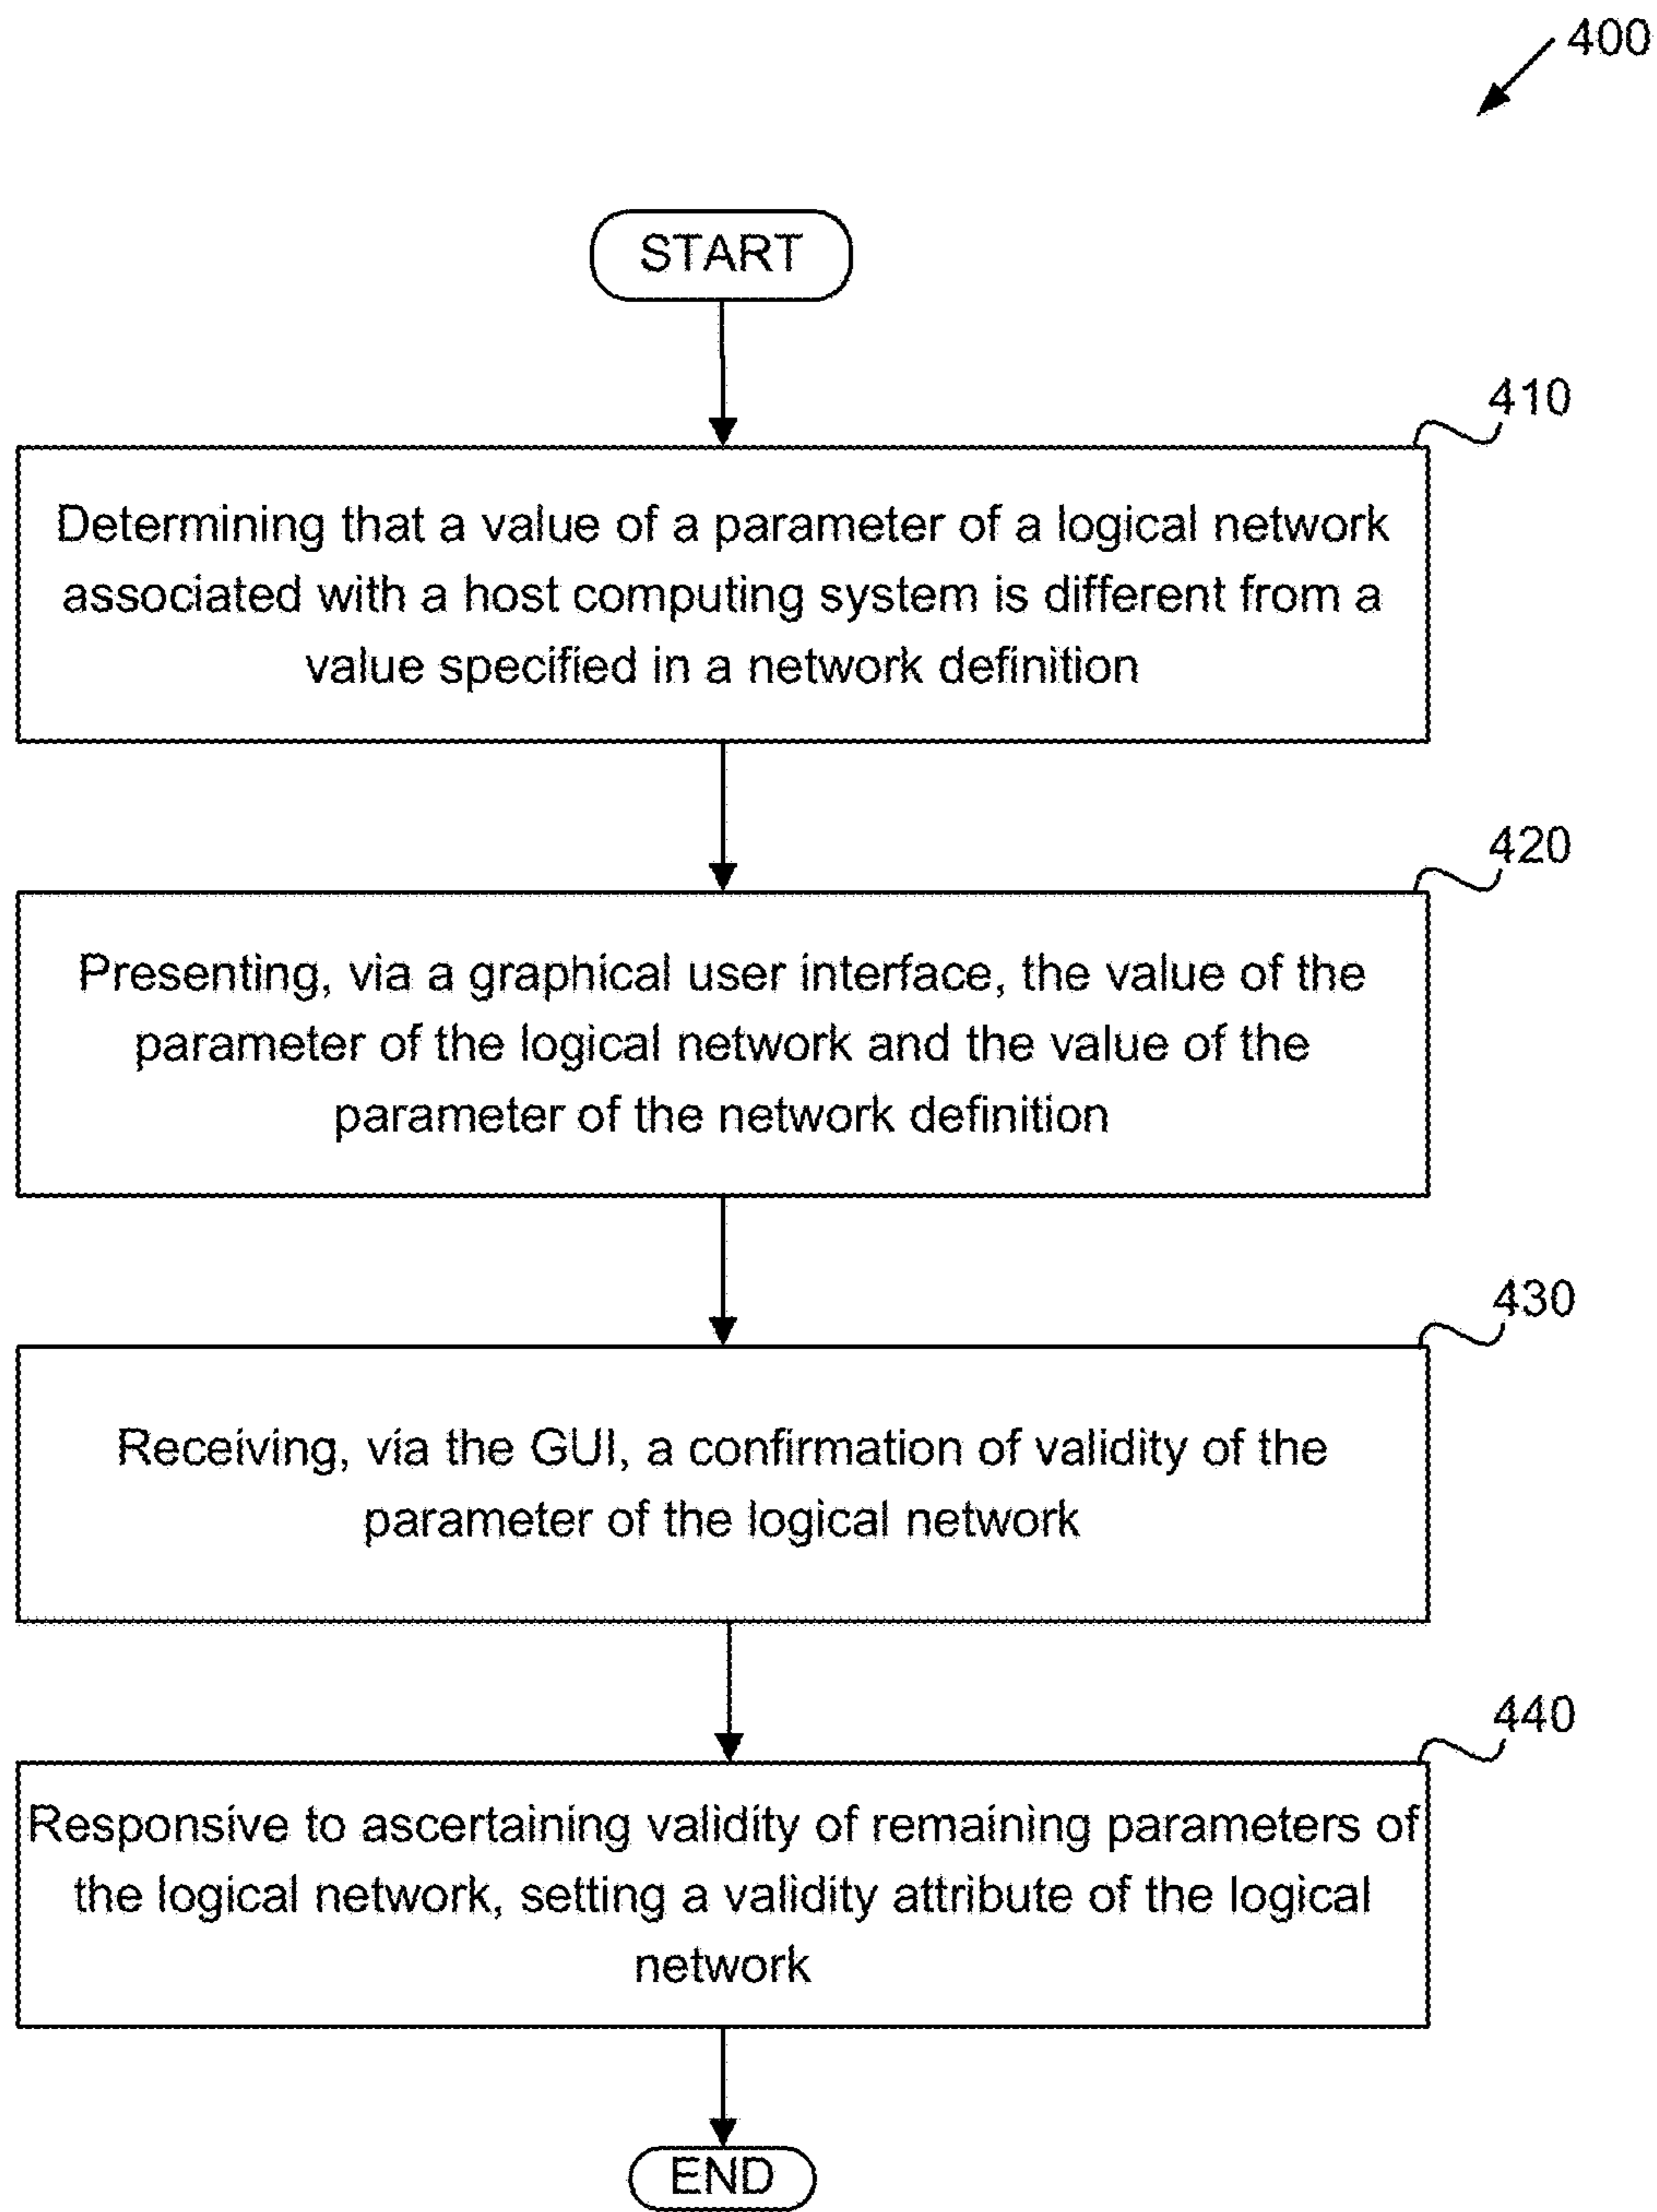 400
START
410
Determining that a value of a parameter of a logical network
associated with a host computing system is different from a
value specified in a network definition
420
Presenting, via a graphical user interface, the value of the
parameter of the logical network and the value of the
parameter of the network definition
430
Receiving, via the GUI, a confirmation of validity of the
parameter of the logical network
440
Responsive to ascertaining validity of remaining parameters of
the logical network, setting a validity attribute of the logical
network
END